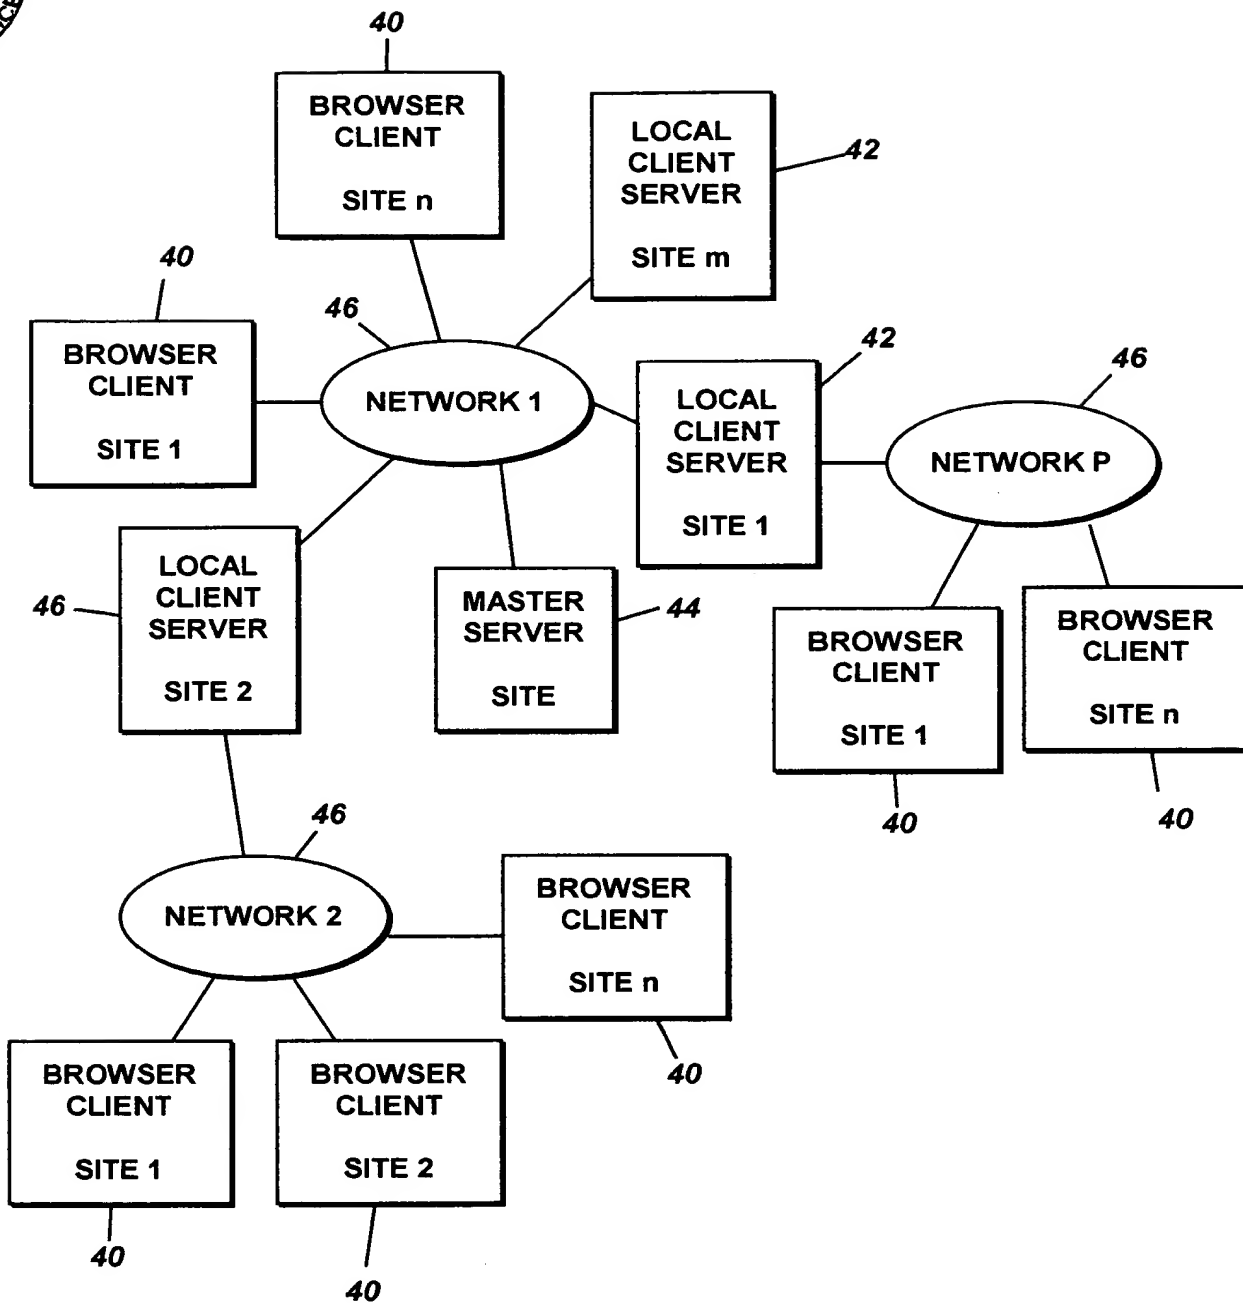 40
BROWSER
CLIENT
SITE n
LOCAL
CLIENT
SERVER
SITE m
42
40
BROWSER
CLIENT
SITE 1
46
NETWORK 1
42
LOCAL
CLIENT
SERVER
SITE 1
46
NETWORK P
46
LOCAL
CLIENT
SERVER
SITE 2
MASTER
SERVER
SITE
44
BROWSER
CLIENT
SITE 1
40
BROWSER
CLIENT
SITE n
40
46
NETWORK 2
BROWSER
CLIENT
SITE n
40
BROWSER
CLIENT
SITE 1
40
BROWSER
CLIENT
SITE 2
40